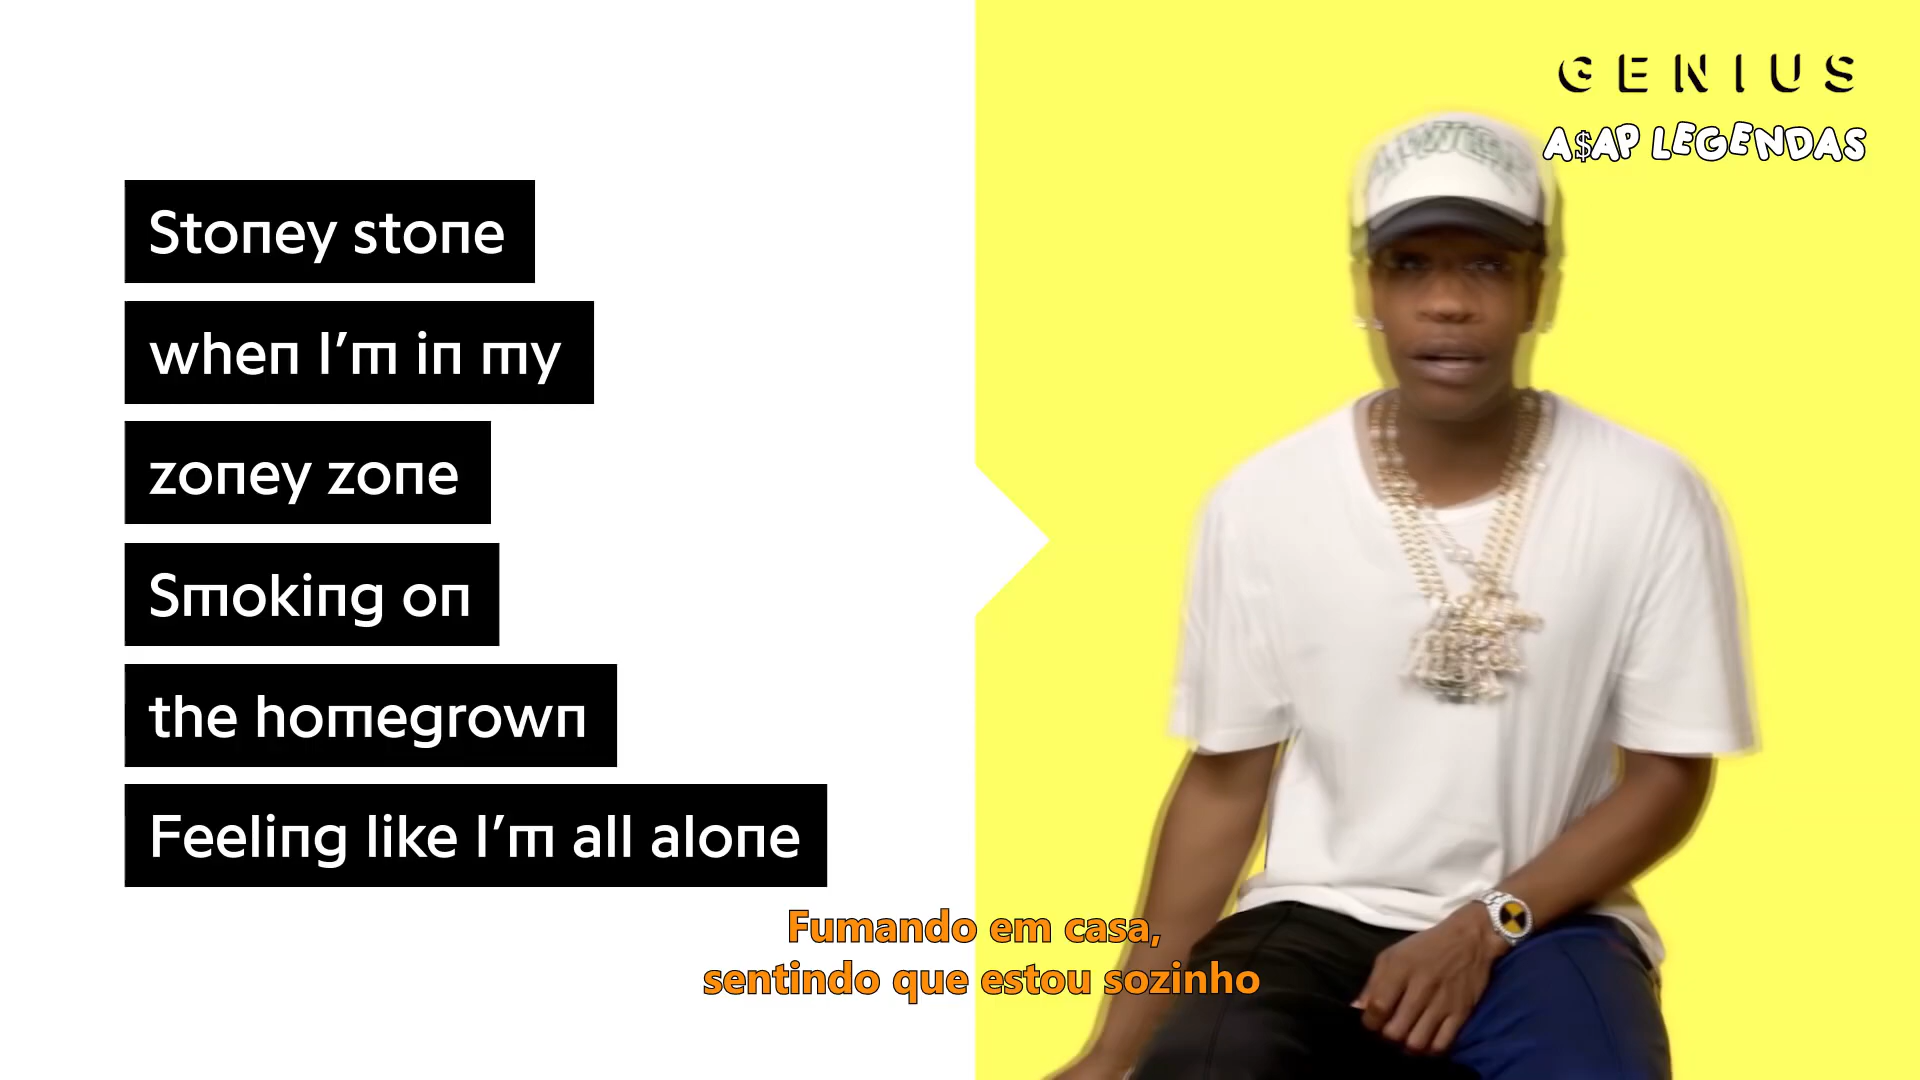 GENIUS
A$AP LEGENDAS
Stoney stone
when I'm in my
zoney zone
Smoking on
the homegrown
Feeling like I'm all alone
Fumando em casa,
sentindo que estou sozinho